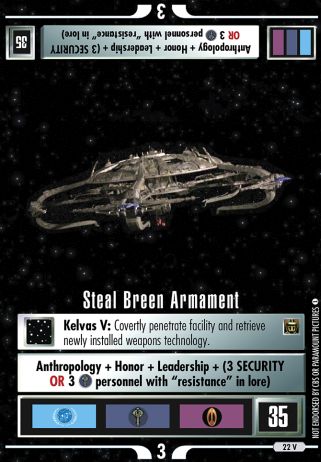 3
35
Anthropology + Honor + Leadership + (3 SECURITY
OR 3 personnel with "resistance" in lore)
Steal Breen Armament
Kelvas V: Covertly penetrate facility and retrieve
newly installed weapons technology.
Anthropology + Honor + Leadership + (3 SECURITY
OR 3 personnel with "resistance" in lore)
35
3
22 V
NOT ENDORSED BY CBS OR PARAMOUNT PICTURES